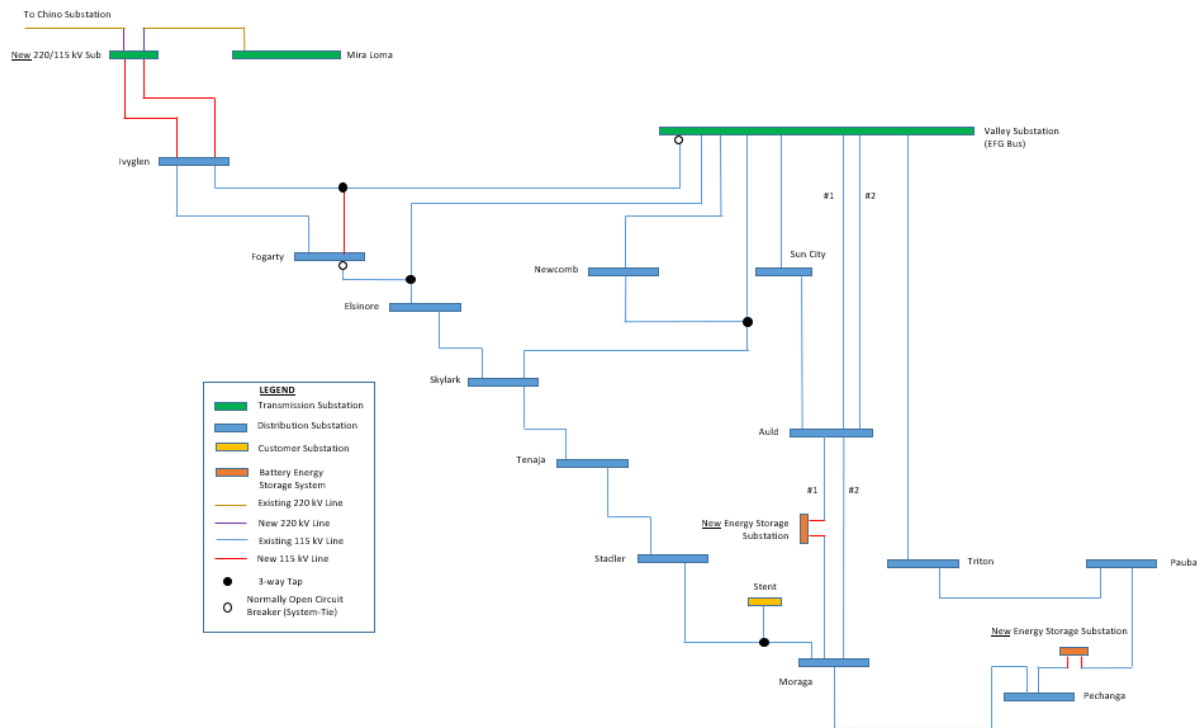 To Chino Substation
New 220/115 kV Sub
Mira Loma
Valley Substation
(EFG Bus)
Ivyglen
#1
#2
Fogarty
Newcomb
Sun City
Elsinore
Skylark
LEGEND
Transmission Substation
Distribution Substation
Customer Substation
Battery Energy
Storage System
Existing 220 kV Line
New 220 kV Line
Existing 115 kV Line
New 115 kV Line
3-way Tap
Normally Open Circuit
Breaker (System-Tie)
Auld
Tenaja
#1
#2
New Energy Storage
Substation
Stadler
Triton
Pauba
Stent
New Energy Storage Substation
Moraga
Pechanga